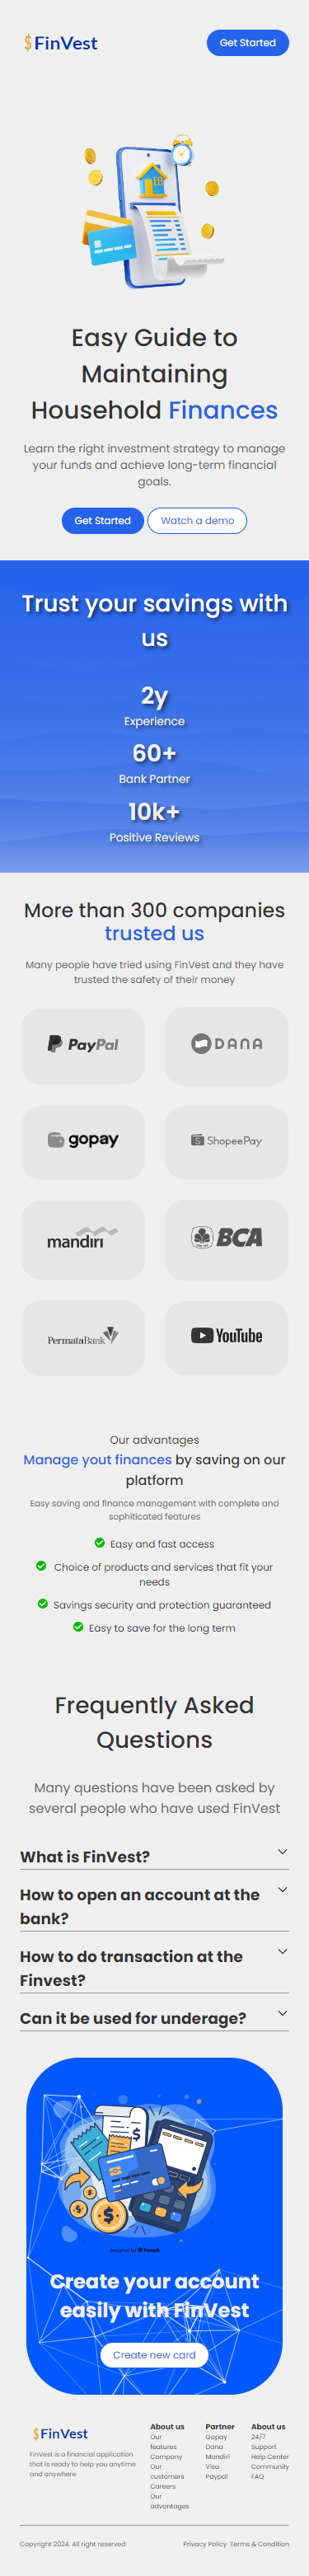 $FinVest
Get Started
Easy Guide to
Maintaining
Household Finances
Learn the right investment strategy to manage
your funds and achieve long-term financial
goals.
Get Started
Watch a demo
Trust your savings with
us
2y
Experience
60+
Bank Partner
10k+
Positive Reviews
More than 300 companies
trusted us
Many people have tried using FinVest and they have
trusted the safety of their money
PayPal
DANA
gopay
ShopeePay
mandiri
BCA
PermataBank
YouTube
Our advantages
Manage yout finances by saving on our
platform
Easy saving and finance management with complete and
sophiticated features
Easy and fast access
Choice of products and services that fit your
needs
Savings security and protection guaranteed
Easy to save for the long term
Frequently Asked
Questions
Many questions have been asked by
several people who have used FinVest
What is FinVest?
How to open an account at the
bank?
How to do transaction at the
Finvest?
Can it be used for underage?
designed by freepik
Create your account
easily with FinVest
Create new card
$FinVest
FinVest is a financial application
that is ready to help you anytime
and anywhere
About us
Our
features
Company
Our
customers
Careers
Our
advantages
Partner
Gopay
Dana
Mandiri
Visa
Paypal
About us
24/7
Support
Help Center
Community
FAQ
Copyright 2024. All right reserved
Privacy Policy Terms & Condition